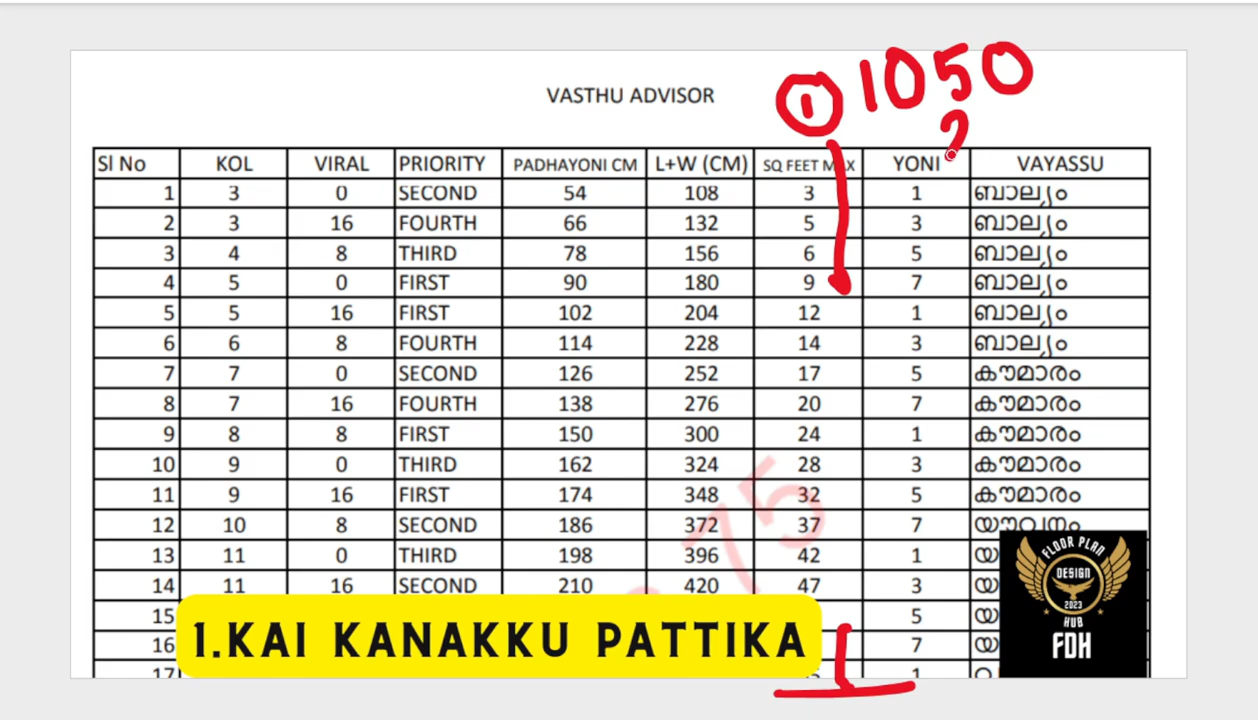 ① 1050
?
VASTHU ADVISOR
Sl No KOL VIRAL PRIORITY PADHAYONI CM L+W (CM) SQ FEET MAX YONI VAYASSU
1 3 0 SECOND 54 108 3 1 ബാല്യം
2 3 16 FOURTH 66 132 5 3 ബാല്യം
3 4 8 THIRD 78 156 6 5 ബാല്യം
4 5 0 FIRST 90 180 9 7 ബാല്യം
5 5 16 FIRST 102 204 12 1 ബാല്യം
6 6 8 FOURTH 114 228 14 3 ബാല്യം
7 7 0 SECOND 126 252 17 5 കൗമാരം
8 7 16 FOURTH 138 276 20 7 കൗമാരം
9 8 8 FIRST 150 300 24 1 കൗമാരം
10 9 0 THIRD 162 324 28 3 കൗമാരം
11 9 16 FIRST 174 348 32 5 കൗമാരം
12 10 8 SECOND 186 372 37 7 യൗവനം
13 11 0 THIRD 198 396 42 1
14 11 16 SECOND 210 420 47 3
15 5
16 7
17 1
75
1.KAI KANAKKU PATTIKA
FLOOR PLAN
DESIGN
2023
HUB
FDH